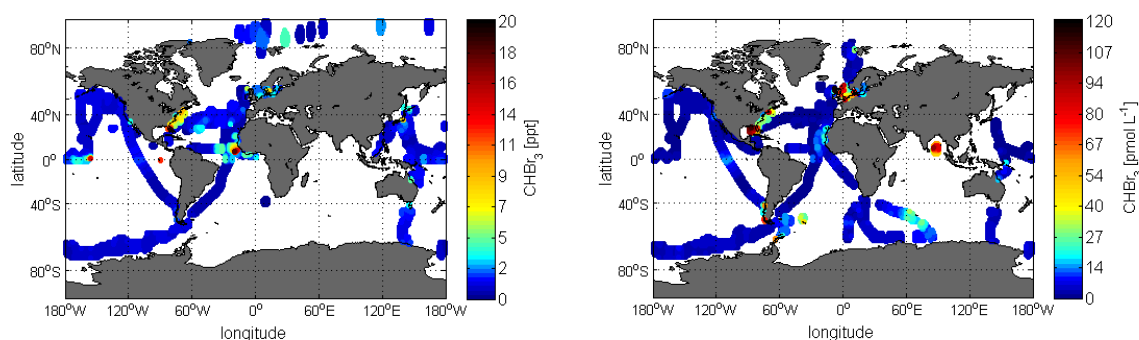 80°N
40°N
0°
40°S
80°S
latitude
180°W
120°W
60°W
0°
60°E
120°E
180°W
longitude
20
18
16
14
13
11
9
7
5
4
2
0
CHBr3 [ppt]
80°N
40°N
0°
40°S
80°S
latitude
180°W
120°W
60°W
0°
60°E
120°E
180°W
longitude
120
107
94
80
67
54
40
27
14
0
CHBr3 [pmol L-1]